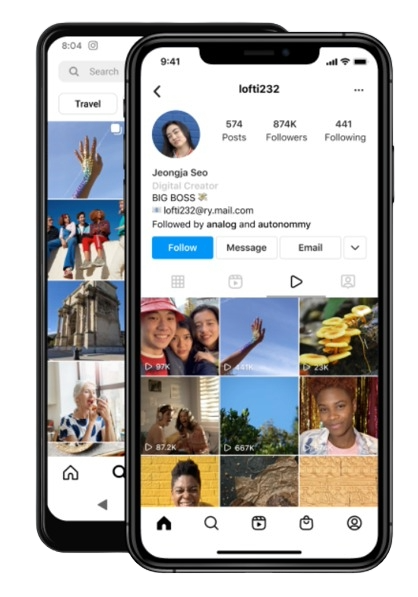 8:04
Search
Travel
9:41
lofti232
574 874K 441
Posts Followers Following
Jeongja Seo
Digital Creator
BIG BOSS 💸
📧 lofti232@ry.mail.com
Followed by analog and autonommy
Follow Message Email
97K 441K 23K
87.2K 667K